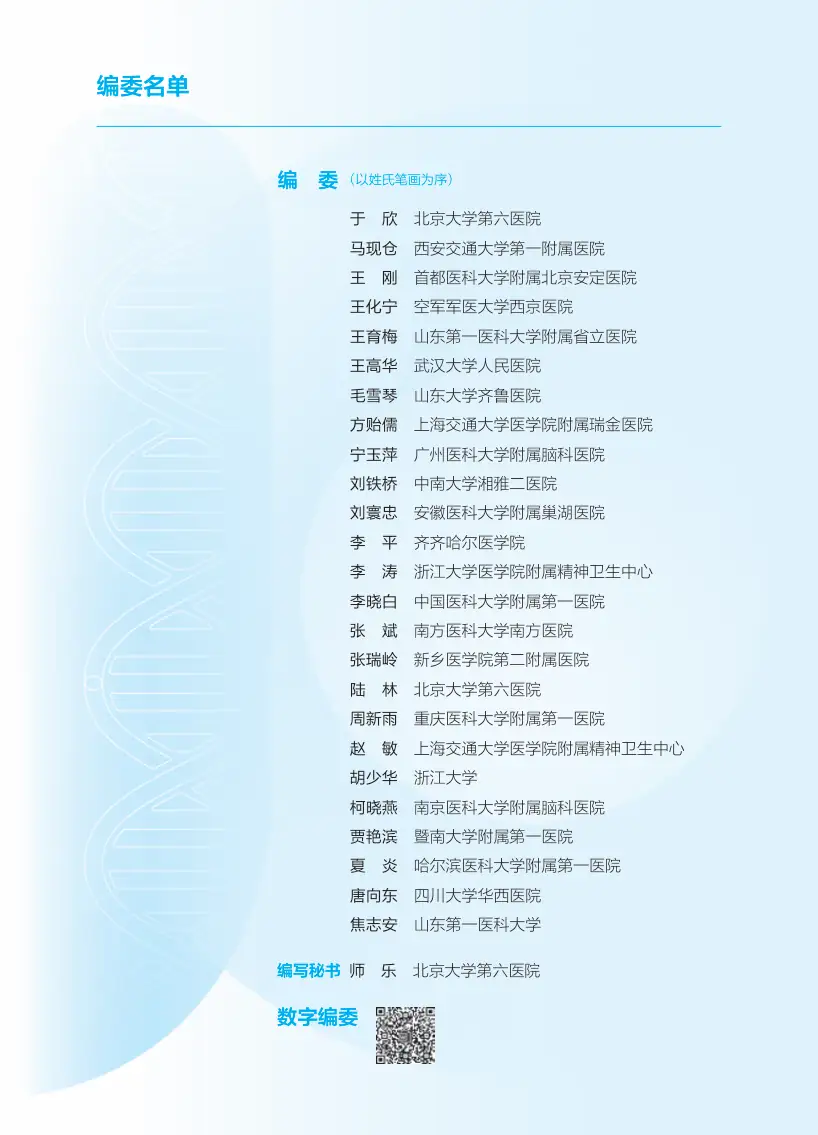 编委名单
编 委 （以姓氏笔画为序）
于 欣 北京大学第六医院
马现仓 西安交通大学第一附属医院
王 刚 首都医科大学附属北京安定医院
王化宁 空军军医大学西京医院
王育梅 山东第一医科大学附属省立医院
王高华 武汉大学人民医院
毛雪琴 山东大学齐鲁医院
方贻儒 上海交通大学医学院附属瑞金医院
宁玉萍 广州医科大学附属脑科医院
刘铁桥 中南大学湘雅二医院
刘寰忠 安徽医科大学附属巢湖医院
李 平 齐齐哈尔医学院
李 涛 浙江大学医学院附属精神卫生中心
李晓白 中国医科大学附属第一医院
张 斌 南方医科大学南方医院
张瑞岭 新乡医学院第二附属医院
陆 林 北京大学第六医院
周新雨 重庆医科大学附属第一医院
赵 敏 上海交通大学医学院附属精神卫生中心
胡少华 浙江大学
柯晓燕 南京医科大学附属脑科医院
贾艳滨 暨南大学附属第一医院
夏 炎 哈尔滨医科大学附属第一医院
唐向东 四川大学华西医院
焦志安 山东第一医科大学
编写秘书 师 乐 北京大学第六医院
数字编委